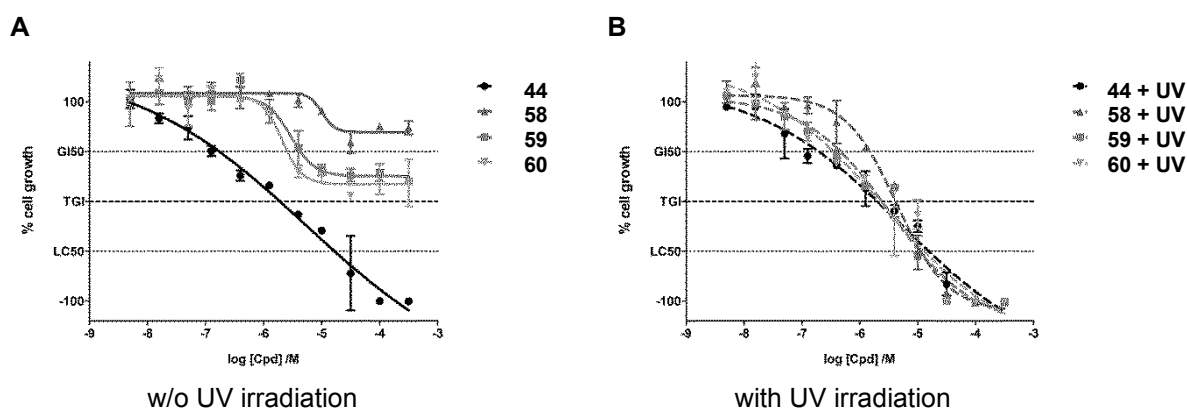 A
100
GI50
TGI
LC50
-100
% cell growth
-9
-8
-7
-6
-5
-4
-3
log [Cpd] /M
44
58
59
60
w/o UV irradiation
B
100
GI50
TGI
LC50
-100
% cell growth
-9
-8
-7
-6
-5
-4
-3
log [Cpd] /M
44 + UV
58 + UV
59 + UV
60 + UV
with UV irradiation